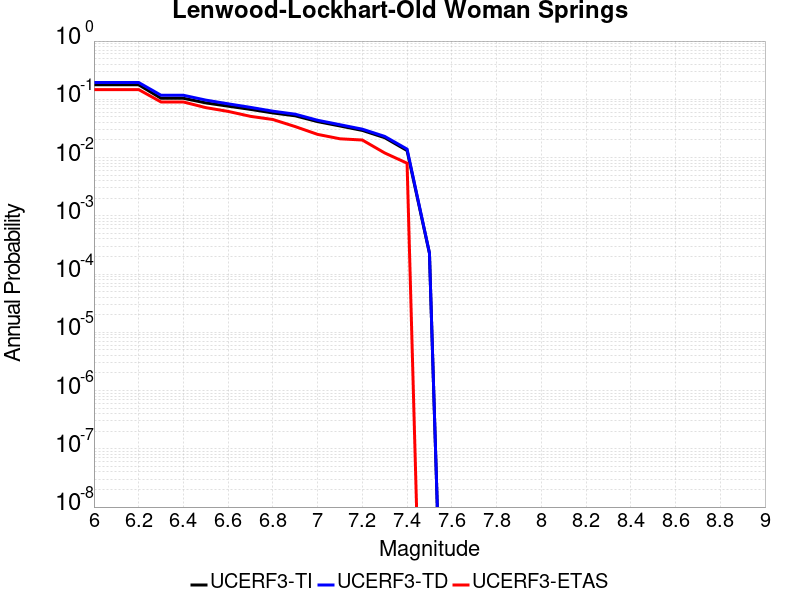 Lenwood-Lockhart-Old Woman Springs
10^0
10^-1
10^-2
10^-3
10^-4
10^-5
10^-6
10^-7
10^-8
Annual Probability
6 6.2 6.4 6.6 6.8 7 7.2 7.4 7.6 7.8 8 8.2 8.4 8.6 8.8 9
Magnitude
UCERF3-TI UCERF3-TD UCERF3-ETAS